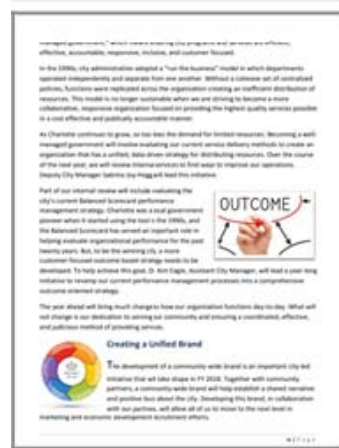 effective, accountable, responsive, inclusive, and customer focused.
In the 1990s, city administration adopted a "run the business" model in which departments
operated independently and separate from one another. Without a cohesive set of centralized
policies, functions were replicated across the organization creating an inefficient distribution of
resources. This model is no longer sustainable when we are striving to become a more
collaborative, responsive organization focused on providing the highest quality services possible
in a cost effective and publically accountable manner.
As Charlotte continues to grow, so too does the demand for limited resources. Becoming a well-
managed government will involve evaluating our current service delivery methods to create an
organization that has a unified, data-driven strategy for distributing resources. Over the course
of the next year, we will review internal services to find ways to improve our operations.
Deputy City Manager Sabrina Joy-Hogg will lead this initiative.
Part of our internal review will include evaluating the
city's current Balanced Scorecard performance
management strategy. Charlotte was a local government
pioneer when it started using the tool in the 1990s, and
the Balanced Scorecard has served an important role in
helping evaluate organizational performance for the past
twenty years. But, to be the winning city, a more
customer focused outcome based strategy needs to be
developed. To help achieve this goal, D. Kim Eagle, Assistant City Manager, will lead a year-long
initiative to revamp our current performance management processes into a comprehensive
outcome oriented strategy.
OUTCOME
The year ahead will bring much change to how our organization functions day-to-day. What will
not change is our dedication to serving our community and ensuring a coordinated, effective,
and judicious method of providing services.
Creating a Unified Brand
The development of a community-wide brand is an important city-led
initiative that will take shape in FY 2018. Together with community
partners, a community-wide brand will help establish a shared narrative
and positive buzz about the city. Developing this brand, in collaboration
with our partners, will allow all of us to move to the next level in
marketing and economic development recruitment efforts.